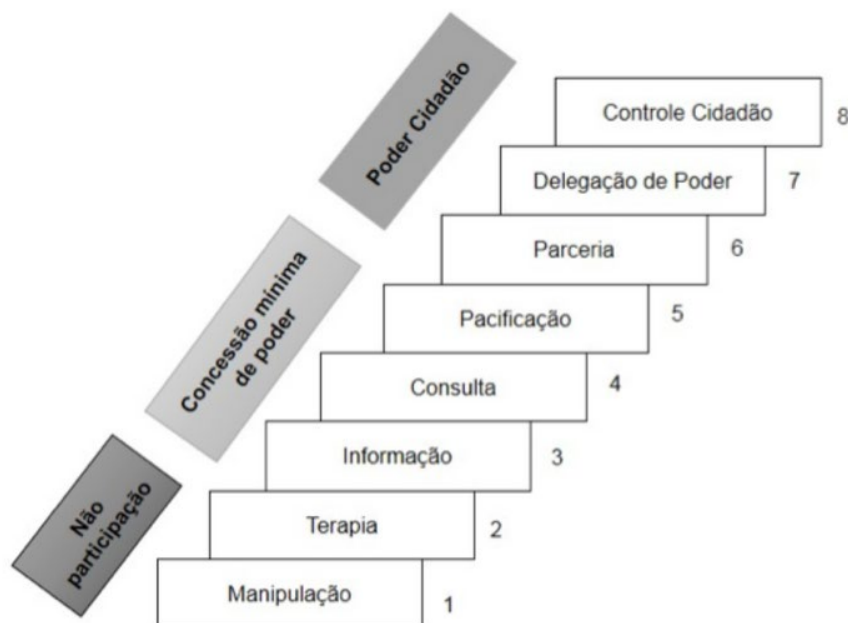 Poder Cidadão
Concessão mínima
de poder
Não
participação
Controle Cidadão 8
Delegação de Poder 7
Parceria 6
Pacificação 5
Consulta 4
Informação 3
Terapia 2
Manipulação 1